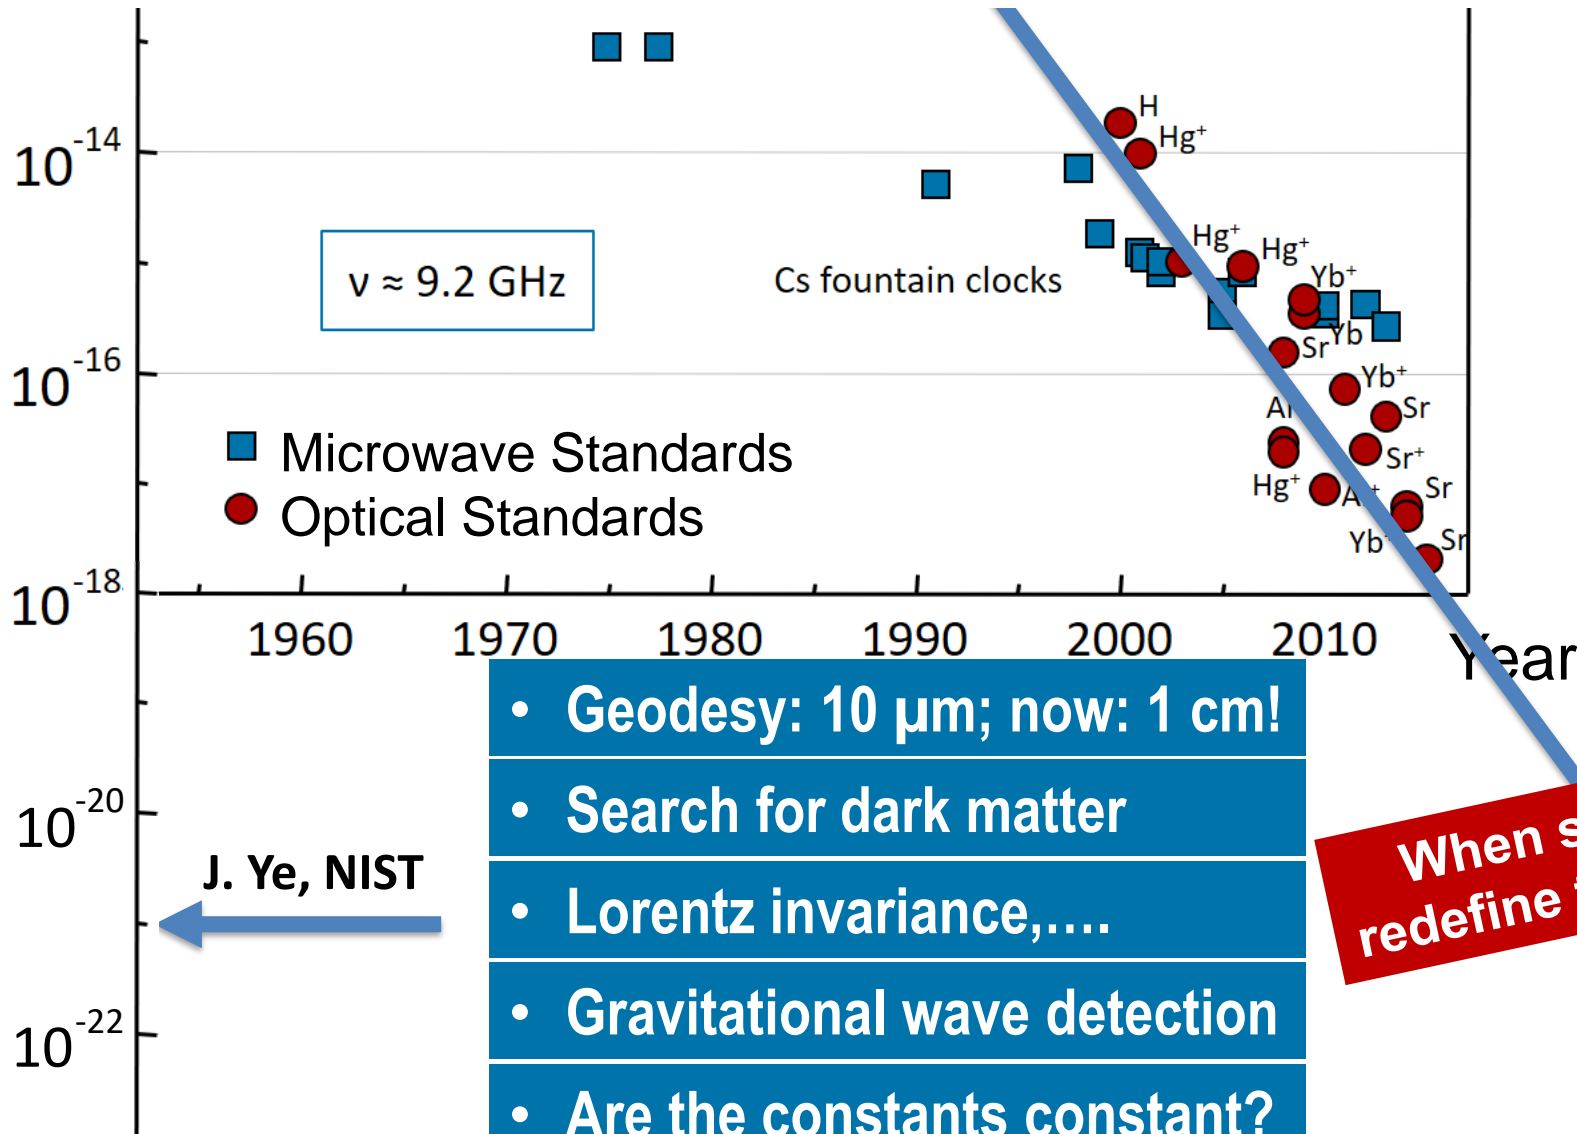 H
Hg⁺
10⁻¹⁴
Hg⁺
Hg⁺
ν ≈ 9.2 GHz
Cs fountain clocks
Yb⁺
Yb
Sr
10⁻¹⁶
Yb⁺
Sr
Microwave Standards
Sr⁺
Hg⁺
Sr
Optical Standards
Sr
10⁻¹⁸
1960 1970 1980 1990 2000 2010
Year
• Geodesy: 10 µm; now: 1 cm!
10⁻²⁰
• Search for dark matter
When
redefine
J. Ye, NIST
• Lorentz invariance,....
• Gravitational wave detection
10⁻²²
• Are the constants constant?